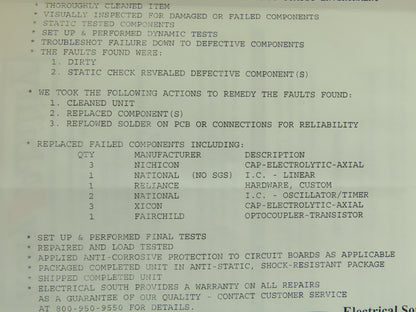 * THOROUGHLY CLEANED ITEM
* VISUALLY INSPECTED FOR DAMAGED OR FAILED COMPONENTS
* STATIC TESTED COMPONENTS
* SET UP & PERFORMED DYNAMIC TESTS
* TROUBLESHOOT FAILURE DOWN TO DEFECTIVE COMPONENTS
* THE FAULTS FOUND WERE:
1. DIRTY
2. STATIC CHECK REVEALED DEFECTIVE COMPONENT(S)
* WE TOOK THE FOLLOWING ACTIONS TO REMEDY THE FAULTS FOUND:
1. CLEANED UNIT
2. REPLACED COMPONENT(S)
3. REFLOWED SOLDER ON PCB OR CONNECTIONS FOR RELIABILITY
* REPLACED FAILED COMPONENTS INCLUDING:
QTY MANUFACTURER DESCRIPTION
3 NICHICON CAP-ELECTROLYTIC-AXIAL
1 NATIONAL (NO SGS) I.C. - LINEAR
1 RELIANCE HARDWARE, CUSTOM
2 NATIONAL I.C. - OSCILLATOR/TIMER
3 XICON CAP-ELECTROLYTIC-AXIAL
1 FAIRCHILD OPTOCOUPLER-TRANSISTOR
* SET UP & PERFORMED FINAL TESTS
* REPAIRED AND LOAD TESTED
* APPLIED ANTI-CORROSIVE PROTECTION TO CIRCUIT BOARDS AS APPLICABLE
* PACKAGED COMPLETED UNIT IN ANTI-STATIC, SHOCK-RESISTANT PACKAGE
* SHIPPED COMPLETED UNIT
* ELECTRICAL SOUTH PROVIDES A WARRANTY ON ALL REPAIRS
AS A GUARANTEE OF OUR QUALITY - CONTACT CUSTOMER SERVICE
AT 800-950-9550 FOR DETAILS.
Electrical So